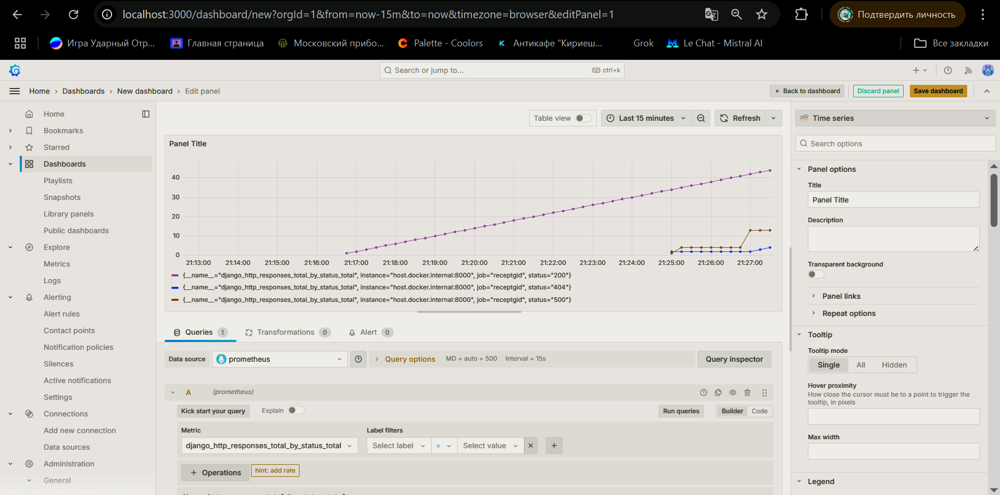 localhost:3000/dashboard/new?orgId=1&from=now-15m&to=now&timezone=browser&editPanel=1
Подтвердить личность
Игра Ударный Отр...
Главная страница
Московский прибо...
Palette - Coolors
Антикафе "Кириеш...
Grok
Le Chat - Mistral AI
Все закладки
Search or jump to...
ctrl+k
Home › Dashboards › New dashboard › Edit panel
Back to dashboard
Discard panel
Save dashboard
Home
Bookmarks
Starred
Dashboards
Playlists
Snapshots
Library panels
Public dashboards
Explore
Metrics
Logs
Alerting
Alert rules
Contact points
Notification policies
Silences
Active notifications
Settings
Connections
Add new connection
Data sources
Administration
General
Table view
Last 15 minutes
Refresh
Panel Title
40
30
20
10
0
21:13:00 21:14:00 21:15:00 21:16:00 21:17:00 21:18:00 21:19:00 21:20:00 21:21:00 21:22:00 21:23:00 21:24:00 21:25:00 21:26:00 21:27:00
{__name__="django_http_responses_total_by_status_total", instance="host.docker.internal:8000", job="receptgid", status="200"}
{__name__="django_http_responses_total_by_status_total", instance="host.docker.internal:8000", job="receptgid", status="404"}
{__name__="django_http_responses_total_by_status_total", instance="host.docker.internal:8000", job="receptgid", status="500"}
Queries 1
Transformations 0
Alert 0
Data source
prometheus
Query options
MD = auto = 500
Interval = 15s
Query inspector
A
(prometheus)
Kick start your query
Explain
Run queries
Builder
Code
Metric
Label filters
django_http_responses_total_by_status_total
Select label
=
Select value
+ Operations
hint: add rate
Time series
Search options
Panel options
Title
Panel Title
Description
Transparent background
Panel links
Repeat options
Tooltip
Tooltip mode
Single
All
Hidden
Hover proximity
How close the cursor must be to a point to trigger the
tooltip, in pixels
Max width
Legend